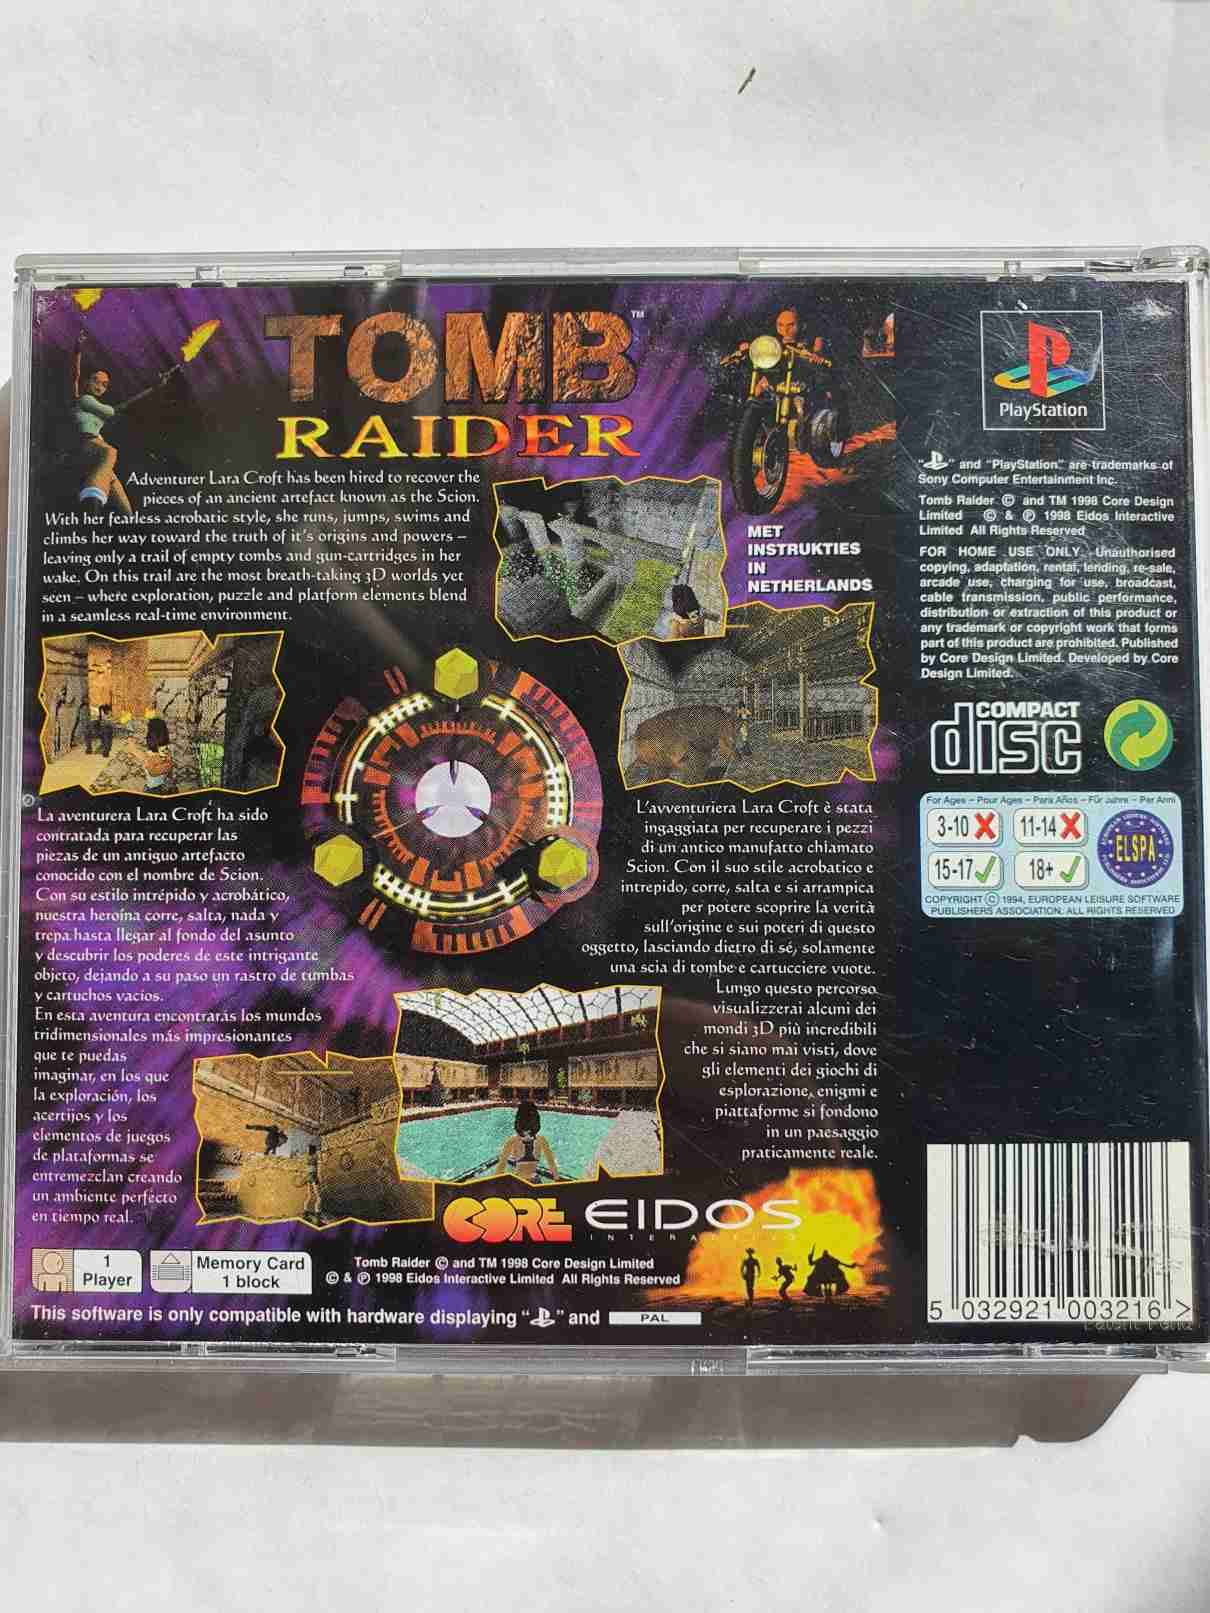 TOMB™
RAIDER
Adventurer Lara Croft has been hired to recover the
pieces of an ancient artefact known as the Scion.
With her fearless acrobatic style, she runs, jumps, swims and
climbs her way toward the truth of it's origins and powers –
leaving only a trail of empty tombs and gun-cartridges in her
wake. On this trail are the most breath-taking 3D worlds yet
seen – where exploration, puzzle and platform elements blend
in a seamless real-time environment.
MET
INSTRUKTIES
IN
NETHERLANDS
La aventurera Lara Croft ha sido
contratada para recuperar las
piezas de un antiguo artefacto
conocido con el nombre de Scion.
Con su estilo intrépido y acrobático,
nuestra heroína corre, salta, nada y
trepa hasta llegar al fondo del asunto
y descubrir los poderes de este intrigante
objeto, dejando a su paso un rastro de tumbas
y cartuchos vacíos.
En esta aventura encontrarás los mundos
tridimensionales más impresionantes
que te puedas
imaginar, en los que
la exploración, los
acertijos y los
elementos de juegos
de plataformas se
entremezclan creando
un ambiente perfécto
en tiempo real.
L'avventuriera Lara Croft è stata
ingaggiata per recuperare i pezzi
di un antico manufatto chiamato
Scion. Con il suo stile acrobatico e
intrepido, corre, salta e si arrampica
per potere scoprire la verità
sull'origine e sui poteri di questo
oggetto, lasciando dietro di sé, solamente
una scia di tombe e cartucciere vuote.
Lungo questo percorso
visualizzerai alcuni dei
mondi 3D più incredibili
che si siano mai visti, dove
gli elementi dei giochi di
esplorazione, enigmi e
piattaforme si fondono
in un paesaggio
praticamente reale.
CORE EIDOS
INTERACTIVE
1
Player
Memory Card
1 block
Tomb Raider © and TM 1998 Core Design Limited
© & ℗ 1998 Eidos Interactive Limited All Rights Reserved
This software is only compatible with hardware displaying "PS" and PAL
PlayStation
"PS" and "PlayStation" are trademarks of
Sony Computer Entertainment Inc.
Tomb Raider © and TM 1998 Core Design
Limited © & ℗ 1998 Eidos Interactive
Limited All Rights Reserved
FOR HOME USE ONLY. Unauthorised
copying, adaptation, rental, lending, re-sale,
arcade use, charging for use, broadcast,
cable transmission, public performance,
distribution or extraction of this product or
any trademark or copyright work that forms
part of this product are prohibited. Published
by Core Design Limited. Developed by Core
Design Limited.
COMPACT
disc
For Ages – Pour Ages – Para Años – Für Jahre – Per Anni
3-10 11-14
15-17 18+
ELSPA
COPYRIGHT © 1994, EUROPEAN LEISURE SOFTWARE
PUBLISHERS ASSOCIATION. ALL RIGHTS RESERVED
5 032921 003216 >